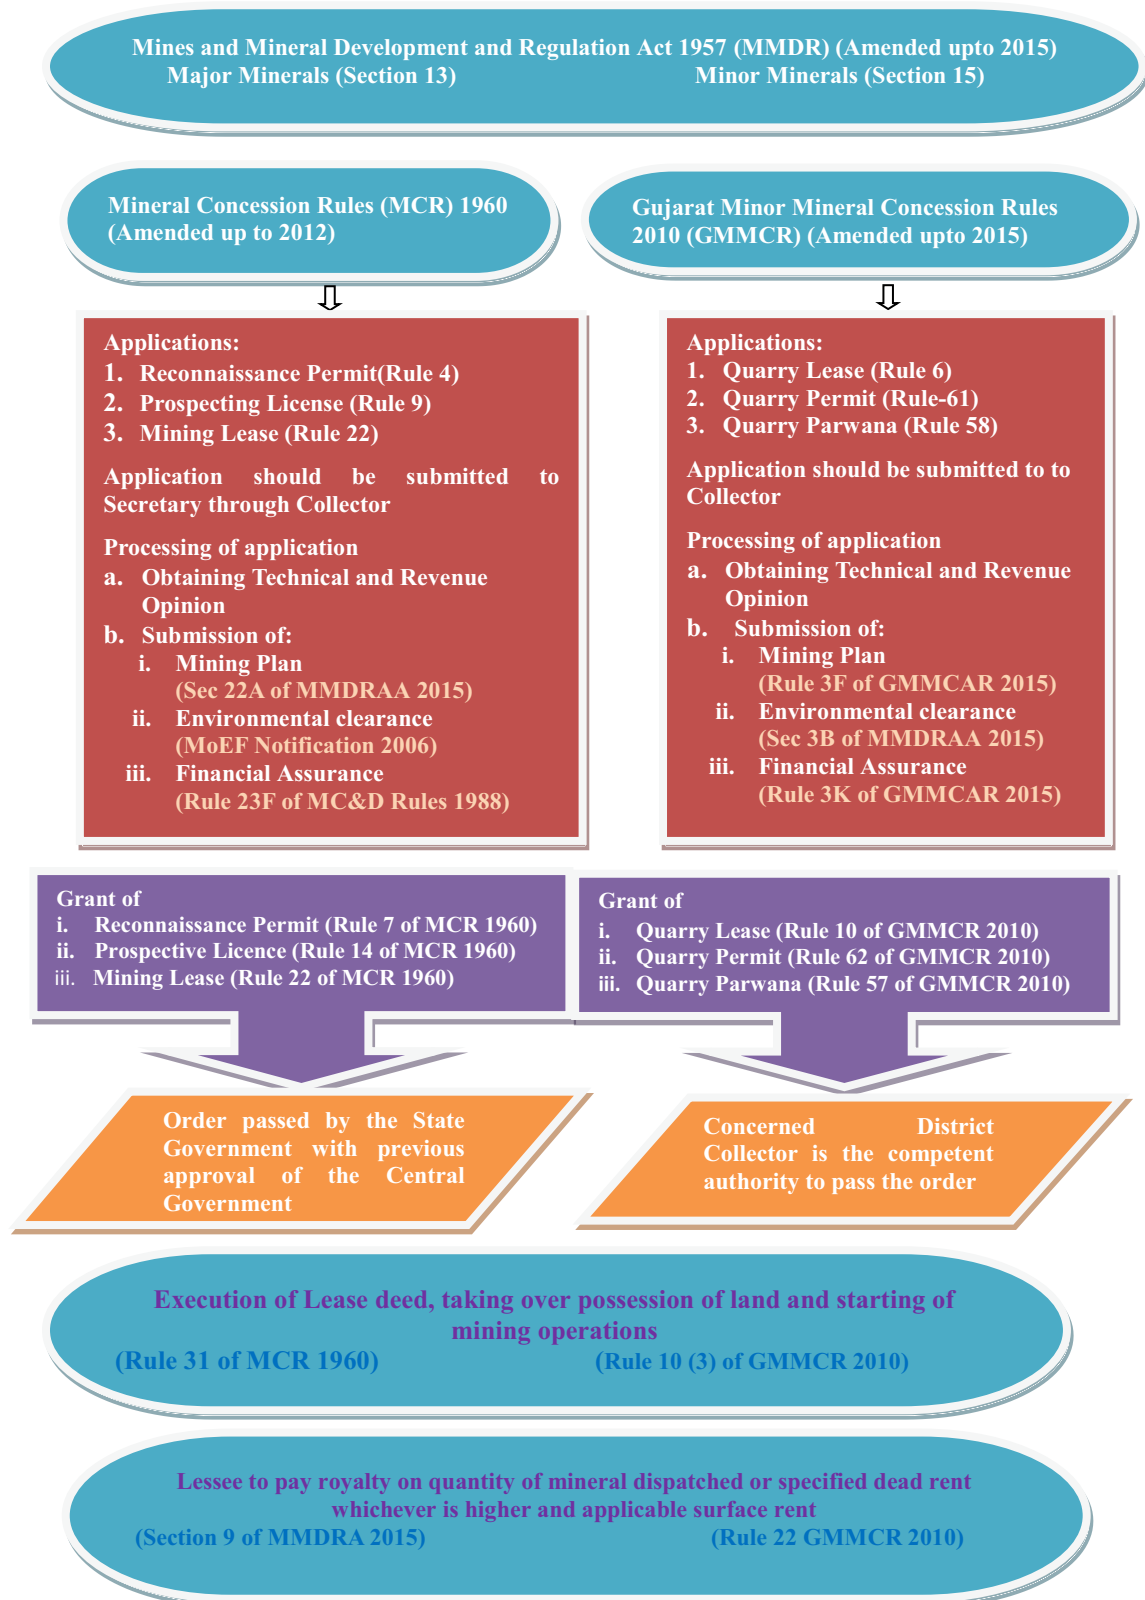 Mines and Mineral Development and Regulation Act 1957 (MMDR) (Amended upto 2015)
Major Minerals (Section 13) Minor Minerals (Section 15)
Mineral Concession Rules (MCR) 1960
(Amended up to 2012)
Gujarat Minor Mineral Concession Rules
2010 (GMMCR) (Amended upto 2015)
Applications:
1. Reconnaissance Permit(Rule 4)
2. Prospecting License (Rule 9)
3. Mining Lease (Rule 22)
Application should be submitted to
Secretary through Collector
Processing of application
a. Obtaining Technical and Revenue
Opinion
b. Submission of:
i. Mining Plan
(Sec 22A of MMDRAA 2015)
ii. Environmental clearance
(MoEF Notification 2006)
iii. Financial Assurance
(Rule 23F of MC&D Rules 1988)
Applications:
1. Quarry Lease (Rule 6)
2. Quarry Permit (Rule-61)
3. Quarry Parwana (Rule 58)
Application should be submitted to to
Collector
Processing of application
a. Obtaining Technical and Revenue
Opinion
b. Submission of:
i. Mining Plan
(Rule 3F of GMMCAR 2015)
ii. Environmental clearance
(Sec 3B of MMDRAA 2015)
iii. Financial Assurance
(Rule 3K of GMMCAR 2015)
Grant of
i. Reconnaissance Permit (Rule 7 of MCR 1960)
ii. Prospective Licence (Rule 14 of MCR 1960)
iii. Mining Lease (Rule 22 of MCR 1960)
Grant of
i. Quarry Lease (Rule 10 of GMMCR 2010)
ii. Quarry Permit (Rule 62 of GMMCR 2010)
iii. Quarry Parwana (Rule 57 of GMMCR 2010)
Order passed by the State
Government with previous
approval of the Central
Government
Concerned District
Collector is the competent
authority to pass the order
Execution of Lease deed, taking over possession of land and starting of
mining operations
(Rule 31 of MCR 1960) (Rule 10 (3) of GMMCR 2010)
Lessee to pay royalty on quantity of mineral dispatched or specified dead rent
whichever is higher and applicable surface rent
(Section 9 of MMDRA 2015) (Rule 22 GMMCR 2010)